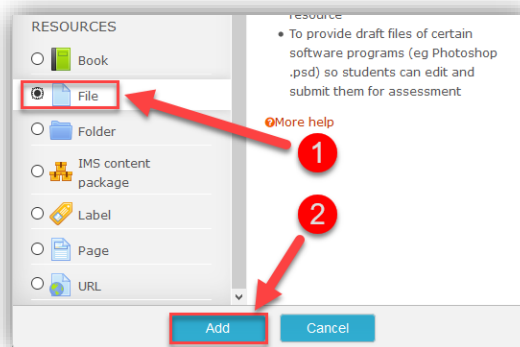 RESOURCES
Book
File
Folder
IMS content
package
Label
Page
URL
resource
• To provide draft files of certain
software programs (eg Photoshop
.psd) so students can edit and
submit them for assessment
More help
1
2
Add
Cancel